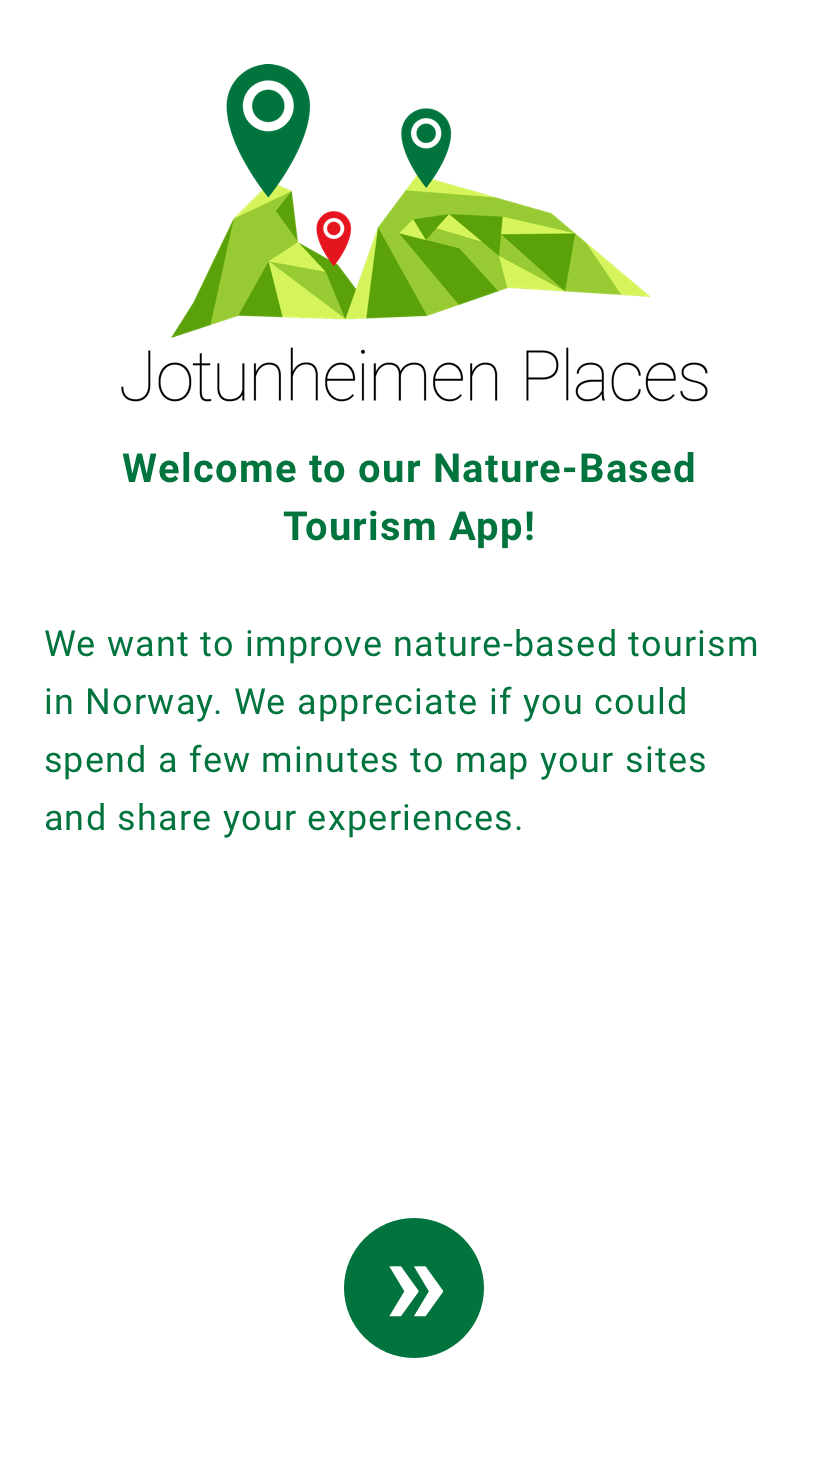 Jotunheimen Places
Welcome to our Nature-Based
Tourism App!
We want to improve nature-based tourism
in Norway. We appreciate if you could
spend a few minutes to map your sites
and share your experiences.